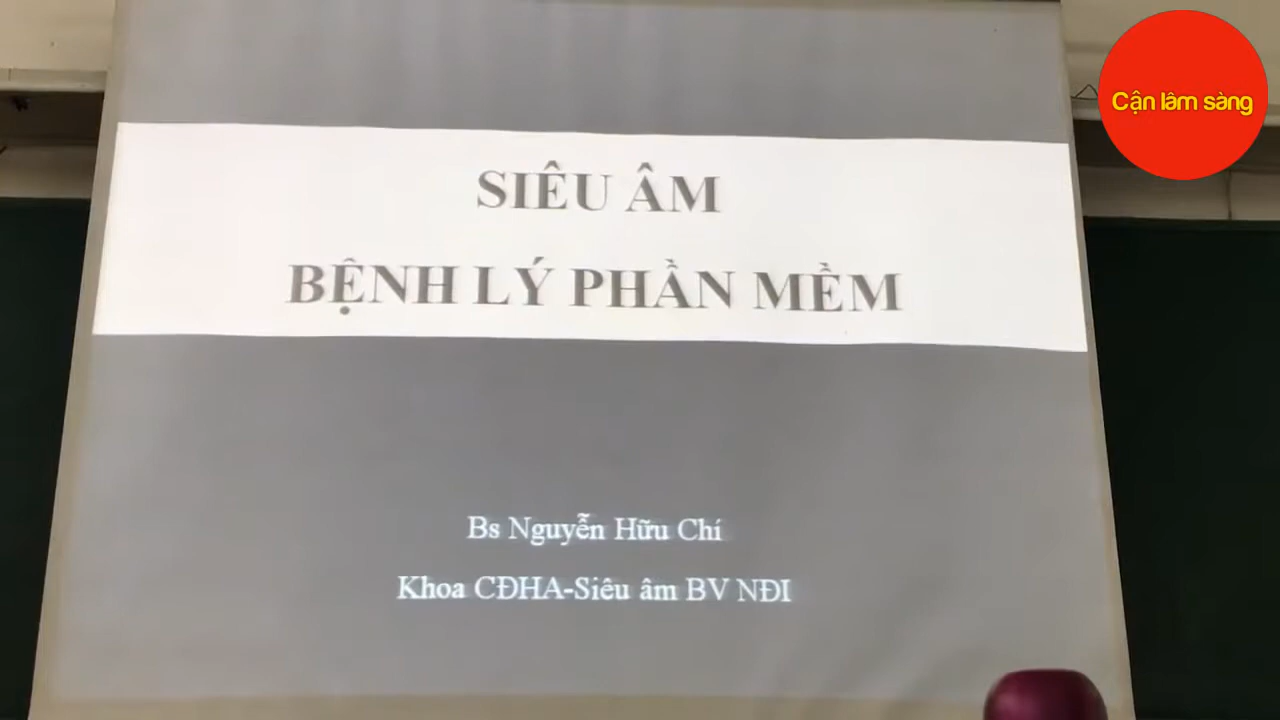 Cận lâm sàng
SIÊU ÂM
BỆNH LÝ PHẦN MỀM
Bs Nguyễn Hữu Chí
Khoa CĐHA-Siêu âm BV NĐI